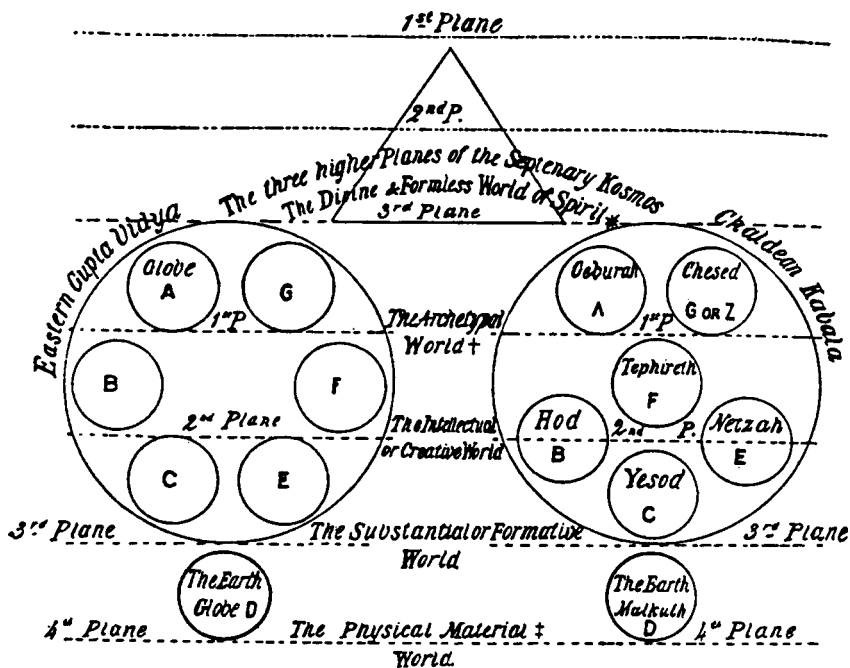 1st Plane
2nd P.
The three higher Planes of the Septenary Kosmos
The Divine & Formless World of Spirit *
3rd Plane
Eastern Gupta Vidya
Chaldean Kabala
Globe
A
G
1st P
The Archetypal
World †
Geburah
A
Chesed
G OR Z
1st P
B
F
Tephireth
F
2nd Plane
The Intellectual
or Creative World
Hod
B
2nd P.
Netzah
E
C
E
Yesod
C
3rd Plane
The Substantial or Formative
World
3rd Plane
The Earth
Globe D
The Earth
Malkuth
D
4th Plane
The Physical Material ‡
World.
4th Plane